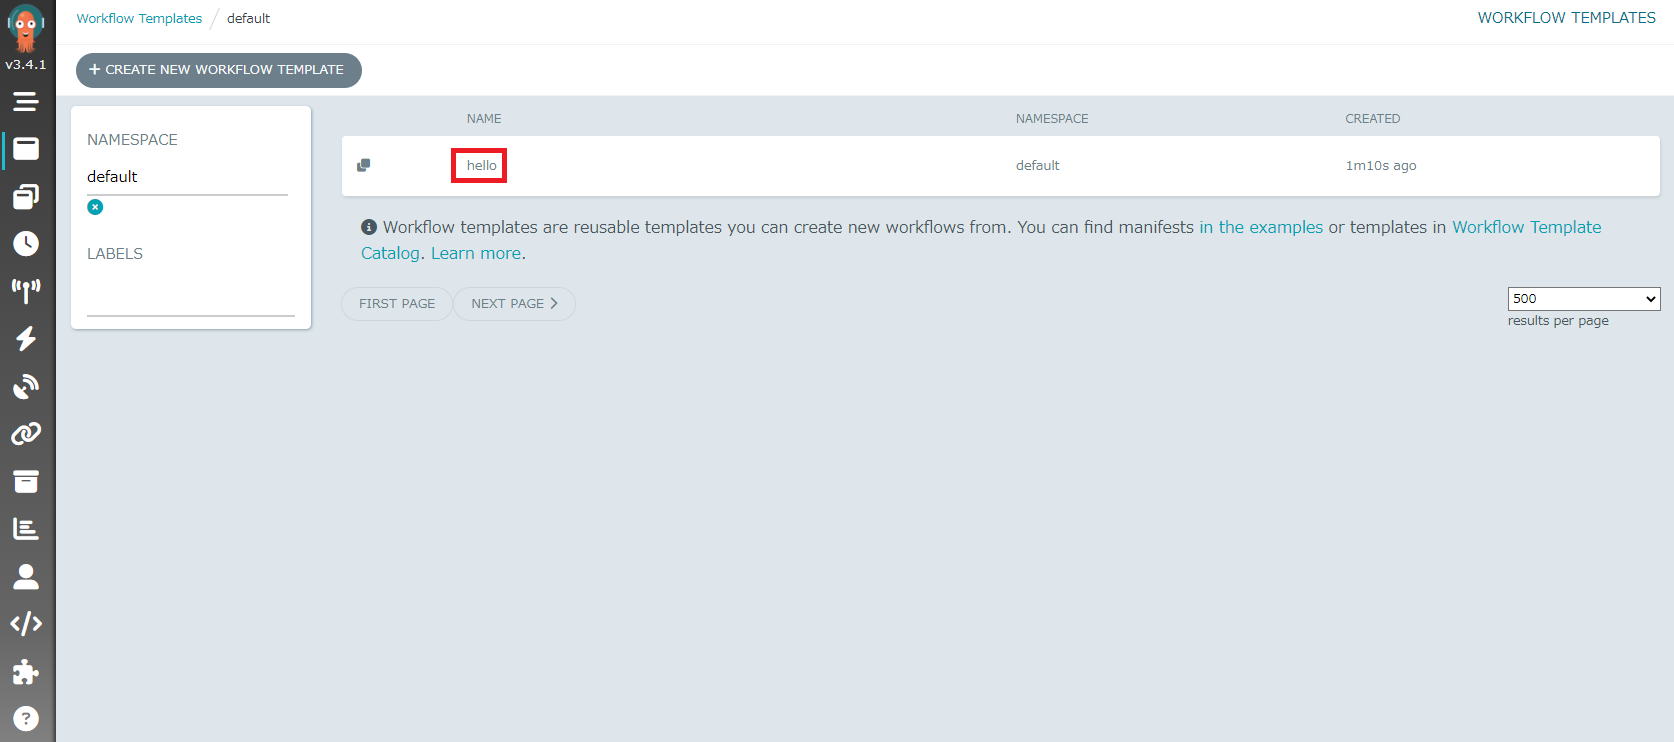 Workflow Templates / default
WORKFLOW TEMPLATES
v3.4.1
+ CREATE NEW WORKFLOW TEMPLATE
NAMESPACE
default
LABELS
NAME NAMESPACE CREATED
hello default 1m10s ago
Workflow templates are reusable templates you can create new workflows from. You can find manifests in the examples or templates in Workflow Template
Catalog. Learn more.
FIRST PAGE NEXT PAGE
500
results per page